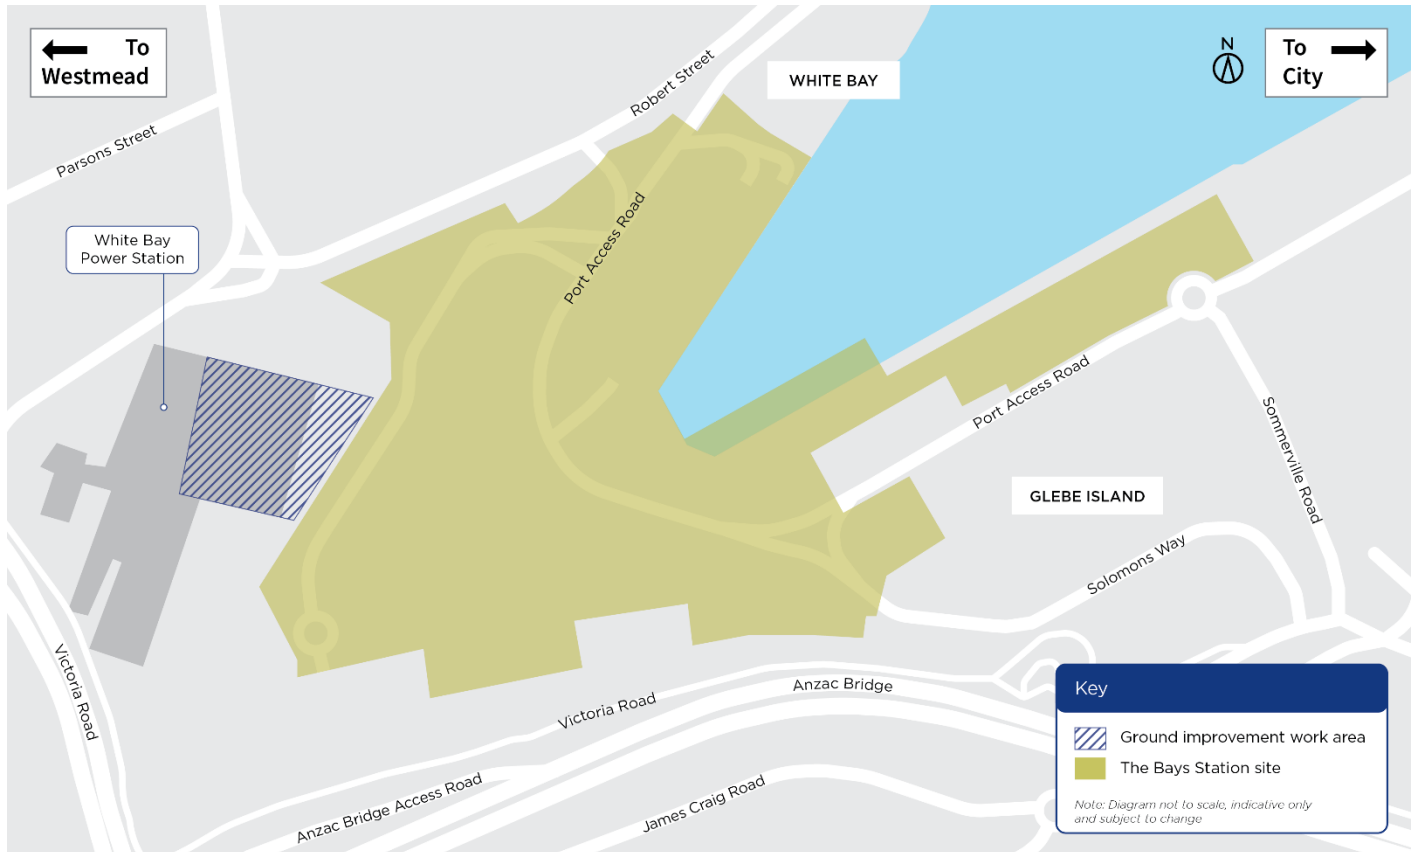 To
Westmead
N
To
City
WHITE BAY
Robert Street
Parsons Street
White Bay
Power Station
Port Access Road
Port Access Road
Sommerville Road
GLEBE ISLAND
Solomons Way
Victoria Road
Victoria Road
Anzac Bridge
Anzac Bridge Access Road
James Craig Road
Key
Ground improvement work area
The Bays Station site
Note: Diagram not to scale, indicative only
and subject to change